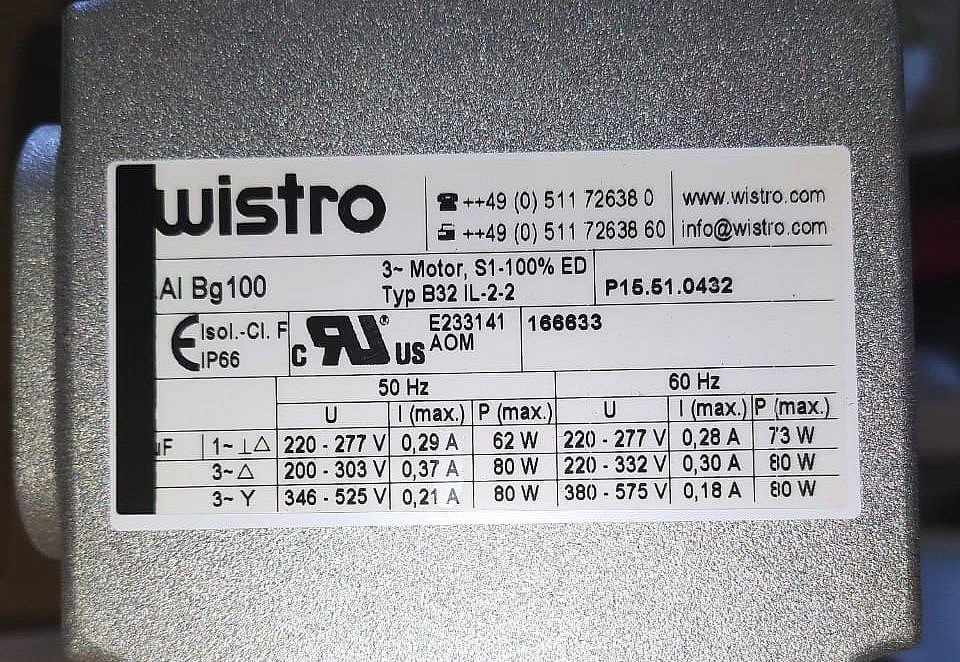 wistro
++49 (0) 511 72638 0
++49 (0) 511 72638 60
www.wistro.com
info@wistro.com
.AI Bg100
3~ Motor, S1-100% ED
Typ B32 IL-2-2
P15.51.0432
CE Isol.-Cl. F
IP66
c RU® US
E233141
AOM
166633
50 Hz 60 Hz
U I (max.) P (max.) U I (max.) P (max.)
µF 1~ ⊥ △ 220 - 277 V 0,29 A 62 W 220 - 277 V 0,28 A 73 W
3~ △ 200 - 303 V 0,37 A 80 W 220 - 332 V 0,30 A 80 W
3~ Y 346 - 525 V 0,21 A 80 W 380 - 575 V 0,18 A 80 W